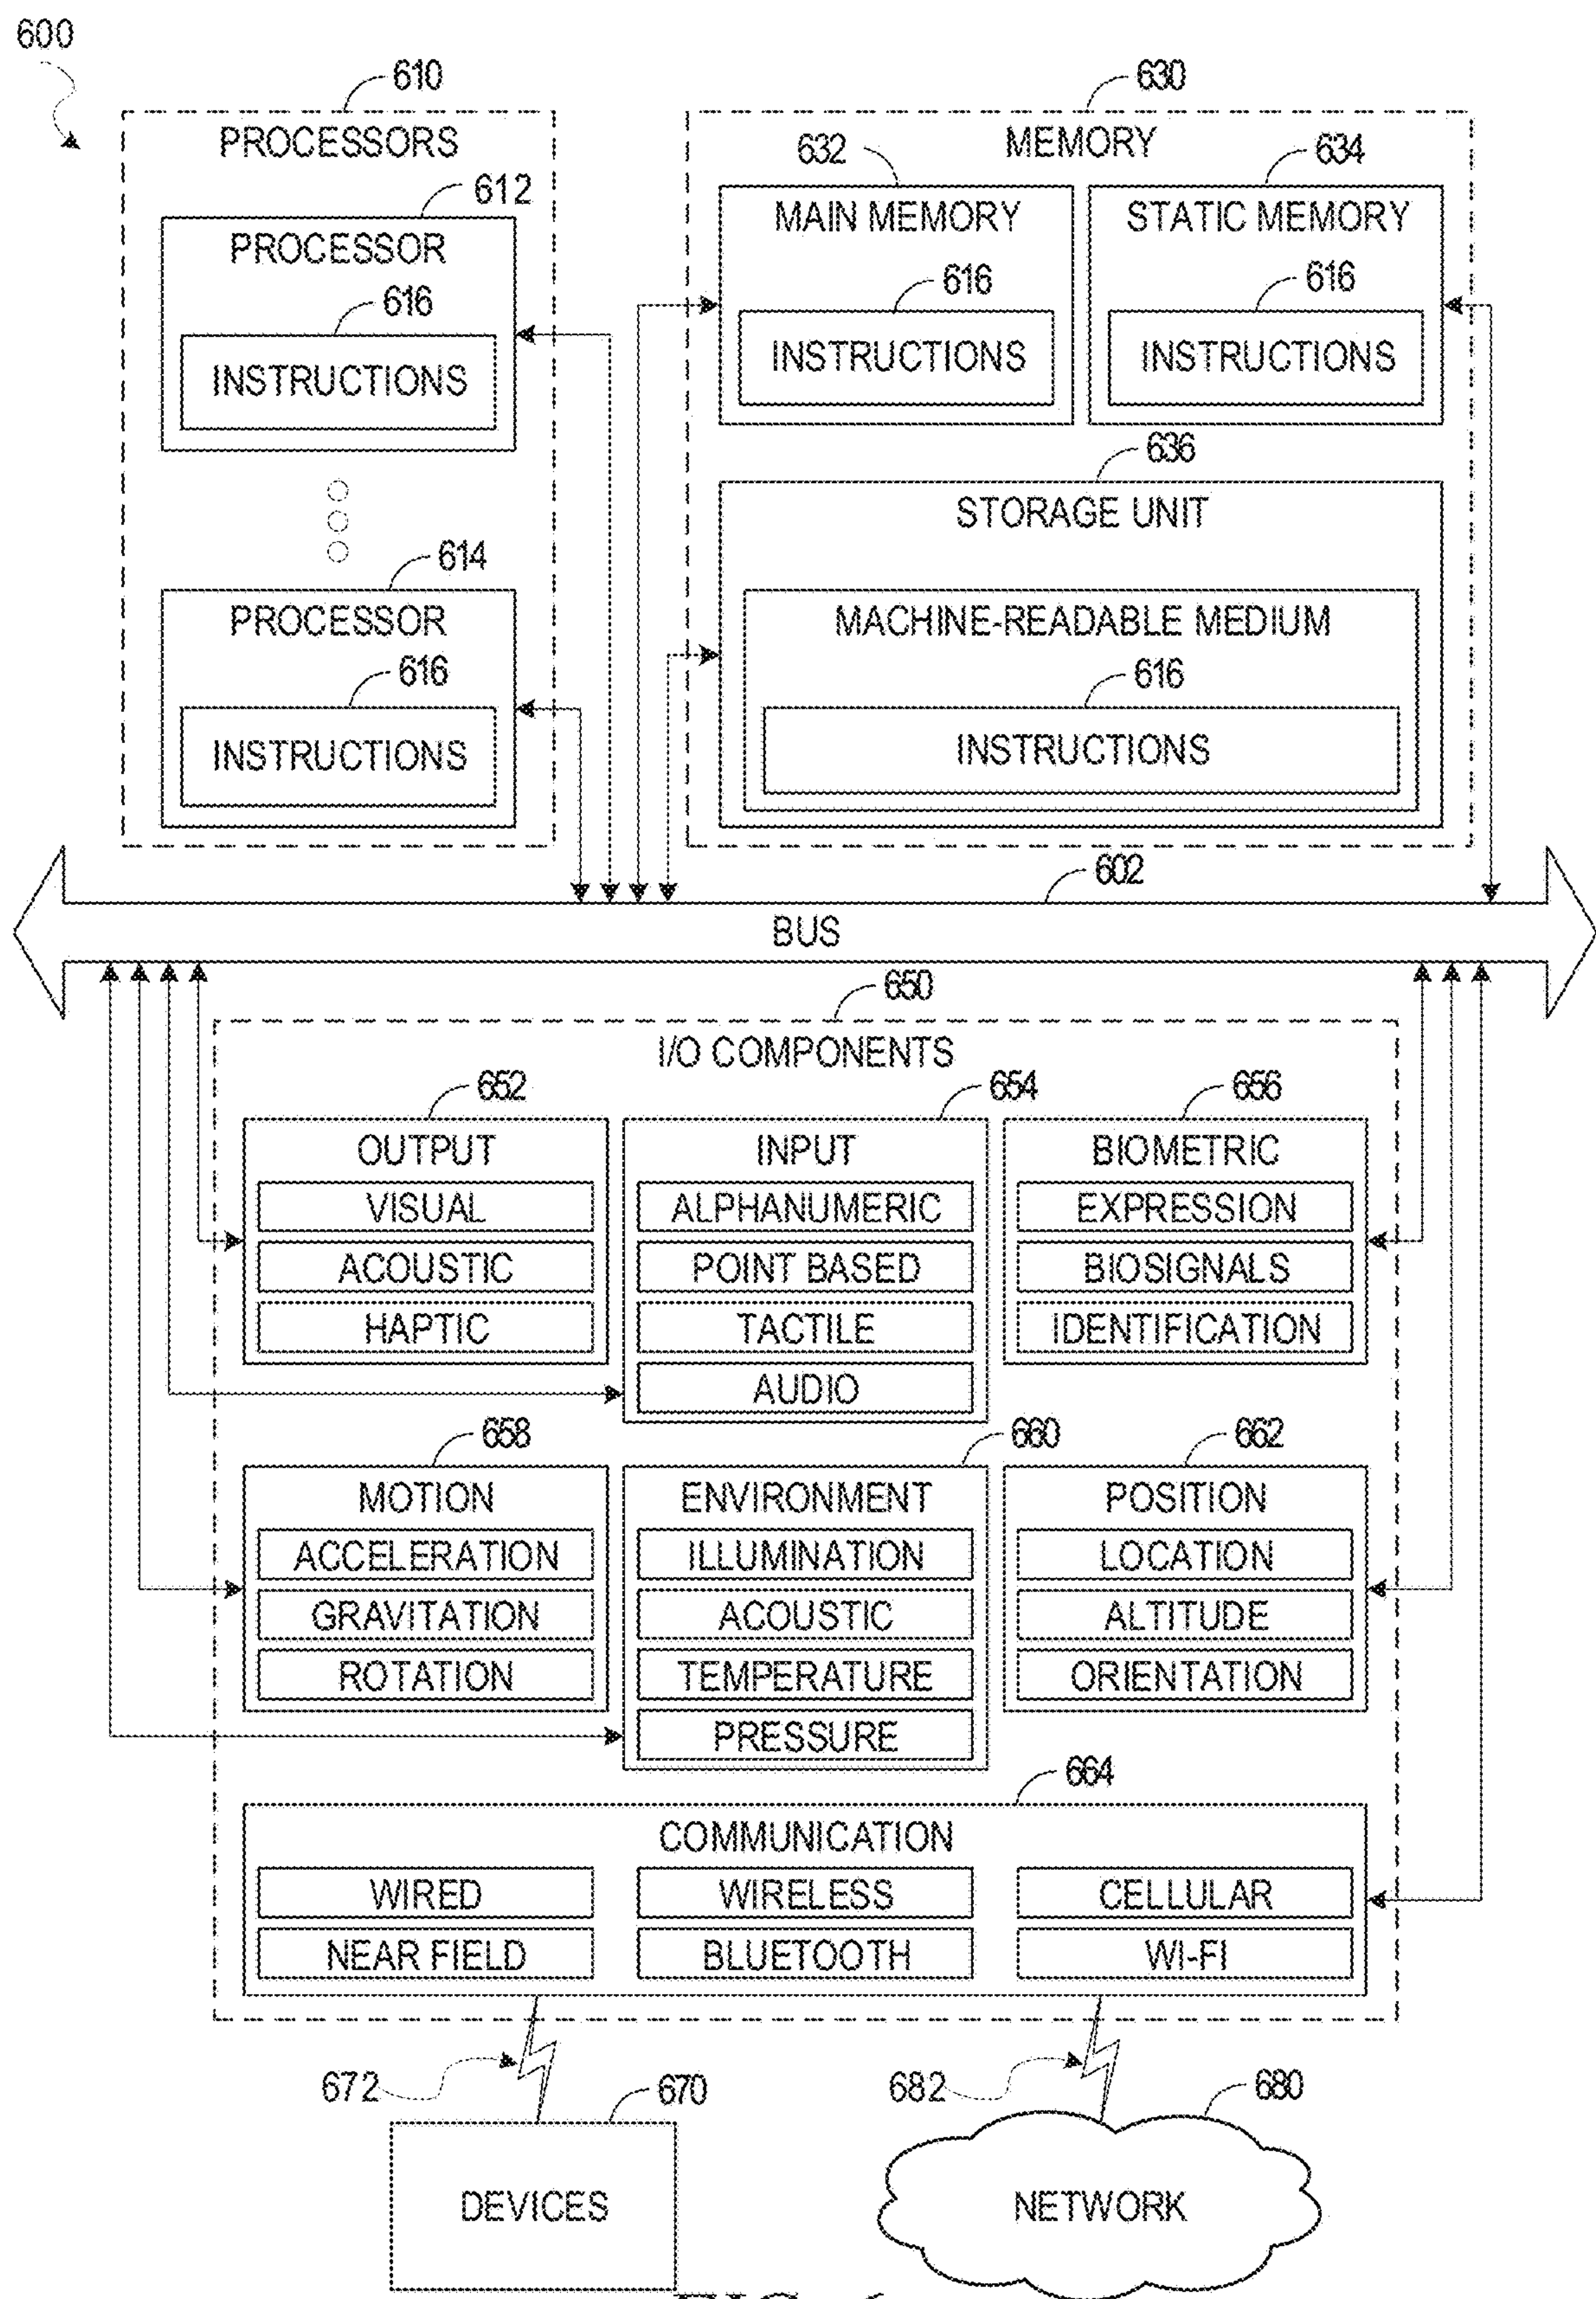 600
610
PROCESSORS
612
PROCESSOR
616
INSTRUCTIONS
614
PROCESSOR
616
INSTRUCTIONS
630
MEMORY
632
MAIN MEMORY
616
INSTRUCTIONS
634
STATIC MEMORY
616
INSTRUCTIONS
636
STORAGE UNIT
MACHINE-READABLE MEDIUM
616
INSTRUCTIONS
602
BUS
650
I/O COMPONENTS
652
OUTPUT
VISUAL
ACOUSTIC
HAPTIC
654
INPUT
ALPHANUMERIC
POINT BASED
TACTILE
AUDIO
656
BIOMETRIC
EXPRESSION
BIOSIGNALS
IDENTIFICATION
658
MOTION
ACCELERATION
GRAVITATION
ROTATION
660
ENVIRONMENT
ILLUMINATION
ACOUSTIC
TEMPERATURE
PRESSURE
662
POSITION
LOCATION
ALTITUDE
ORIENTATION
664
COMMUNICATION
WIRED
WIRELESS
CELLULAR
NEAR FIELD
BLUETOOTH
WI-FI
672
670
DEVICES
682
680
NETWORK